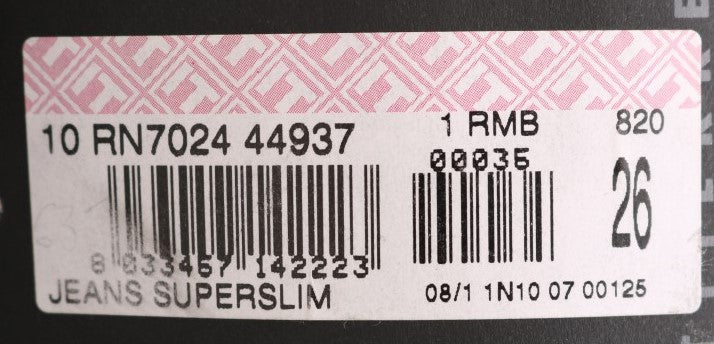 10 RN7024 44937 1 RMB 820
00035
26
8 033467 142223
JEANS SUPERSLIM 08/1 1N10 07 00125